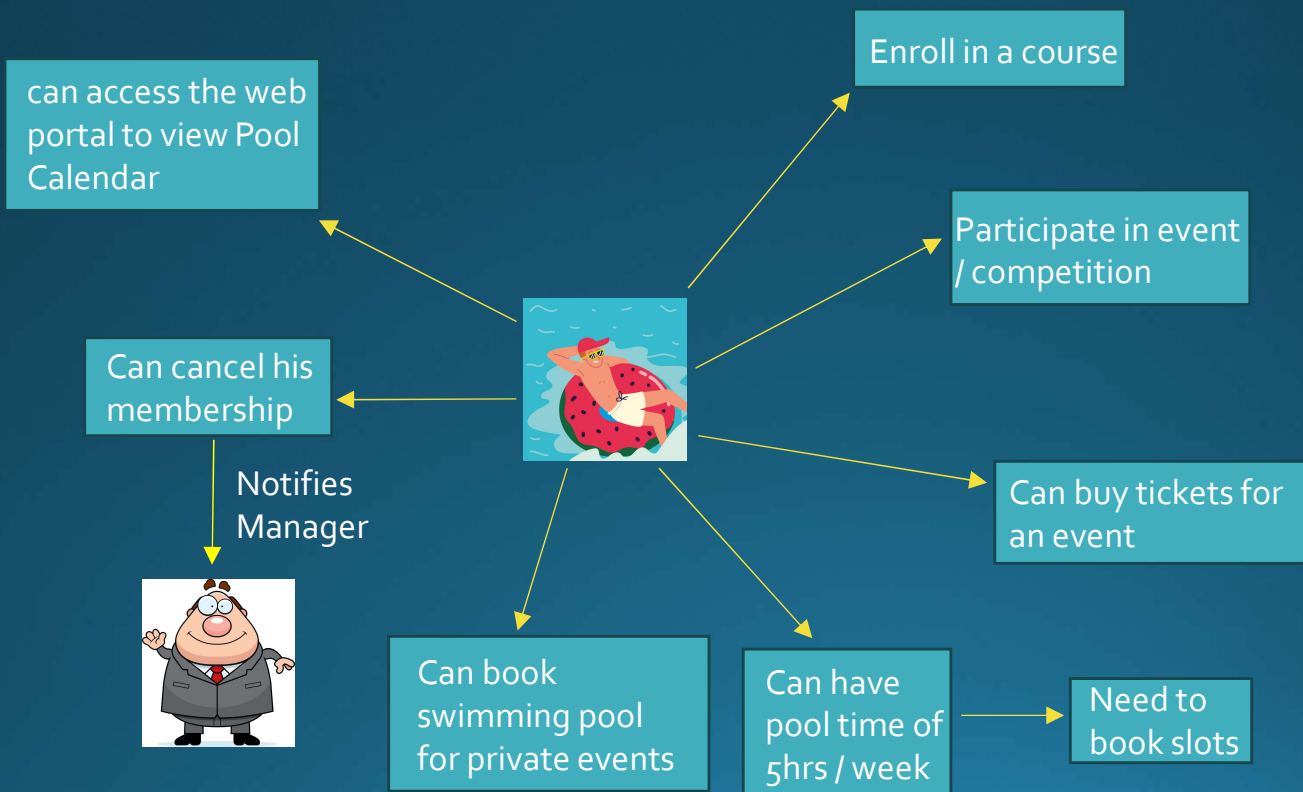 Enroll in a course
can access the web
portal to view Pool
Calendar
Participate in event
/ competition
Can cancel his
membership
Notifies
Manager
Can buy tickets for
an event
Can book
swimming pool
for private events
Can have
pool time of
5hrs / week
Need to
book slots